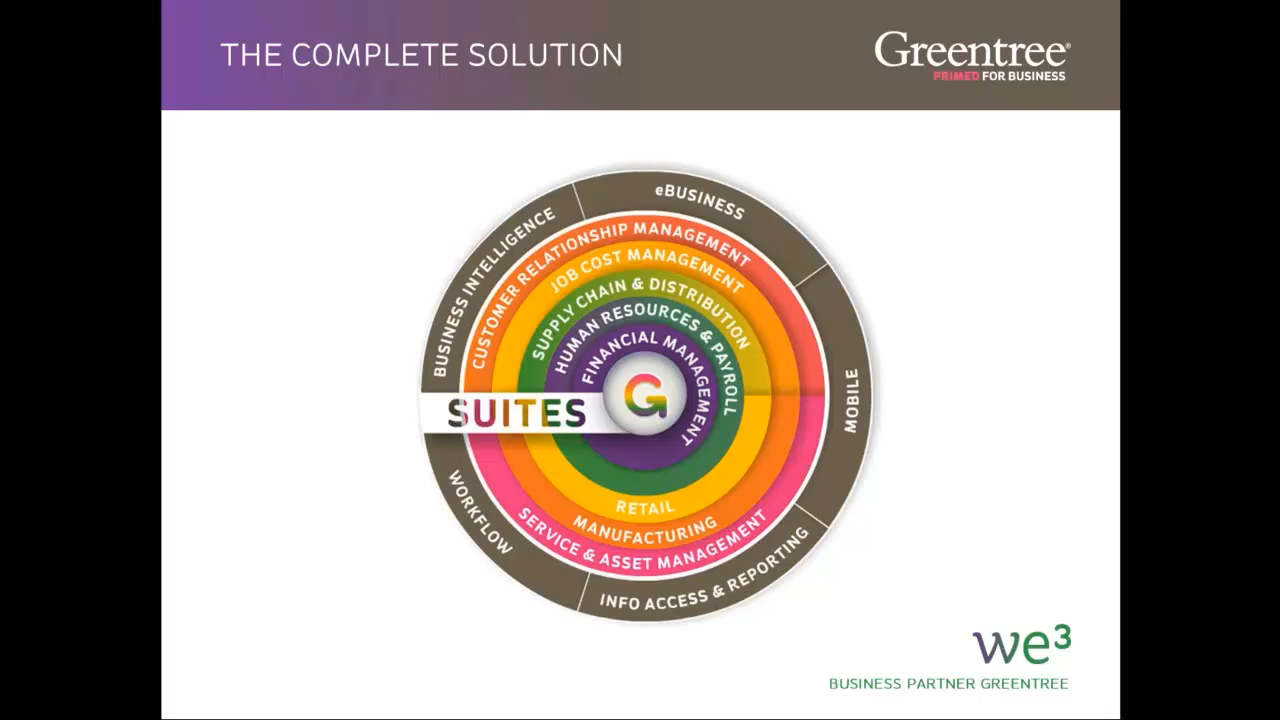 THE COMPLETE SOLUTION
Greentree®
PRIMED FOR BUSINESS
eBUSINESS
BUSINESS INTELLIGENCE
CUSTOMER RELATIONSHIP MANAGEMENT
JOB COST MANAGEMENT
SUPPLY CHAIN & DISTRIBUTION
HUMAN RESOURCES & PAYROLL
FINANCIAL MANAGEMENT
G
SUITES
MOBILE
WORKFLOW
RETAIL
MANUFACTURING
SERVICE & ASSET MANAGEMENT
INFO ACCESS & REPORTING
we³
BUSINESS PARTNER GREENTREE